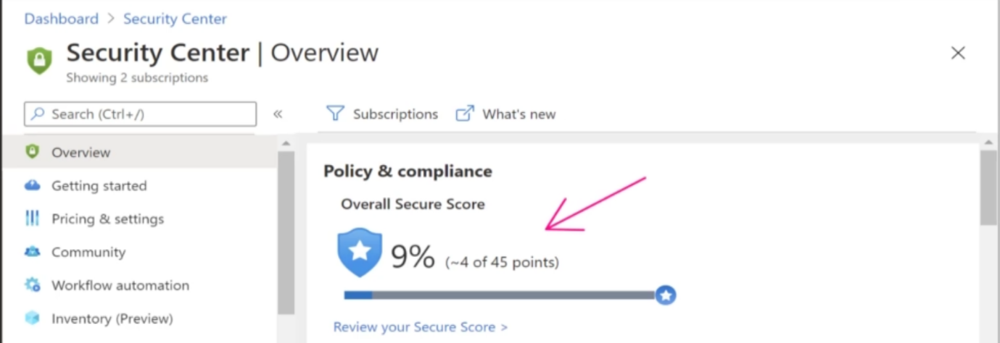 Dashboard > Security Center
Security Center | Overview
Showing 2 subscriptions
Search (Ctrl+/)
«
Subscriptions
What's new
Overview
Getting started
Pricing & settings
Community
Workflow automation
Inventory (Preview)
Policy & compliance
Overall Secure Score
9% (~4 of 45 points)
Review your Secure Score >